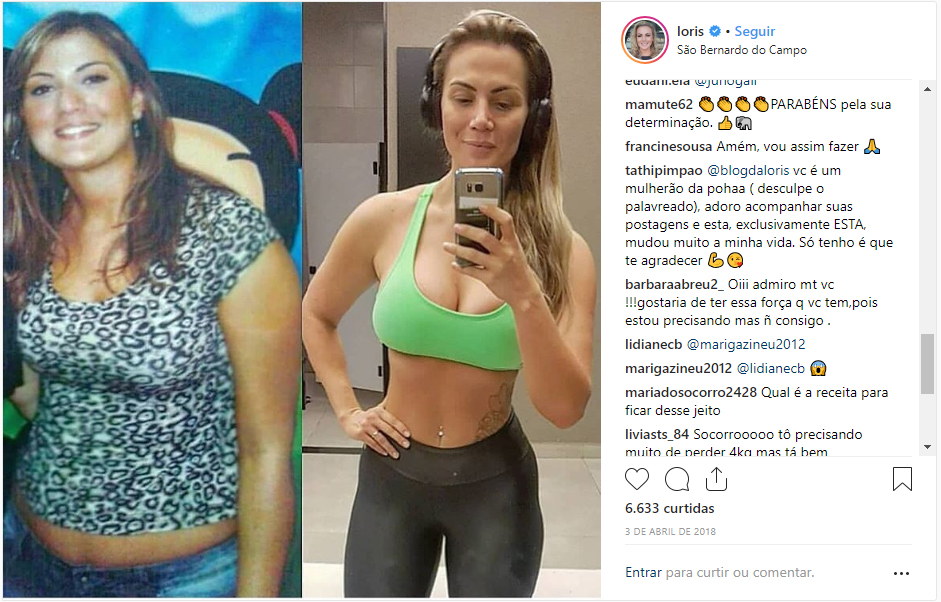 loris • Seguir
São Bernardo do Campo
eudani.ela @junogall
mamute62 👏👏👏👏PARABÉNS pela sua
determinação. 👍🐘
francinesousa Amém, vou assim fazer 🙏
tathipimpao @blogdaloris vc é um
mulherão da pohaa ( desculpe o
palavreado), adoro acompanhar suas
postagens e esta, exclusivamente ESTA,
mudou muito a minha vida. Só tenho é que
te agradecer 💪😘
barbaraabreu2_ Oiii admiro mt vc
!!!gostaria de ter essa força q vc tem,pois
estou precisando mas ñ consigo .
lidianecb @marigazineu2012
marigazineu2012 @lidianecb 😱
mariadosocorro2428 Qual é a receita para
ficar desse jeito
liviasts_84 Socorrooooo tô precisando
muito de perder 4kg mas tá bem
6.633 curtidas
3 DE ABRIL DE 2018
Entrar para curtir ou comentar.